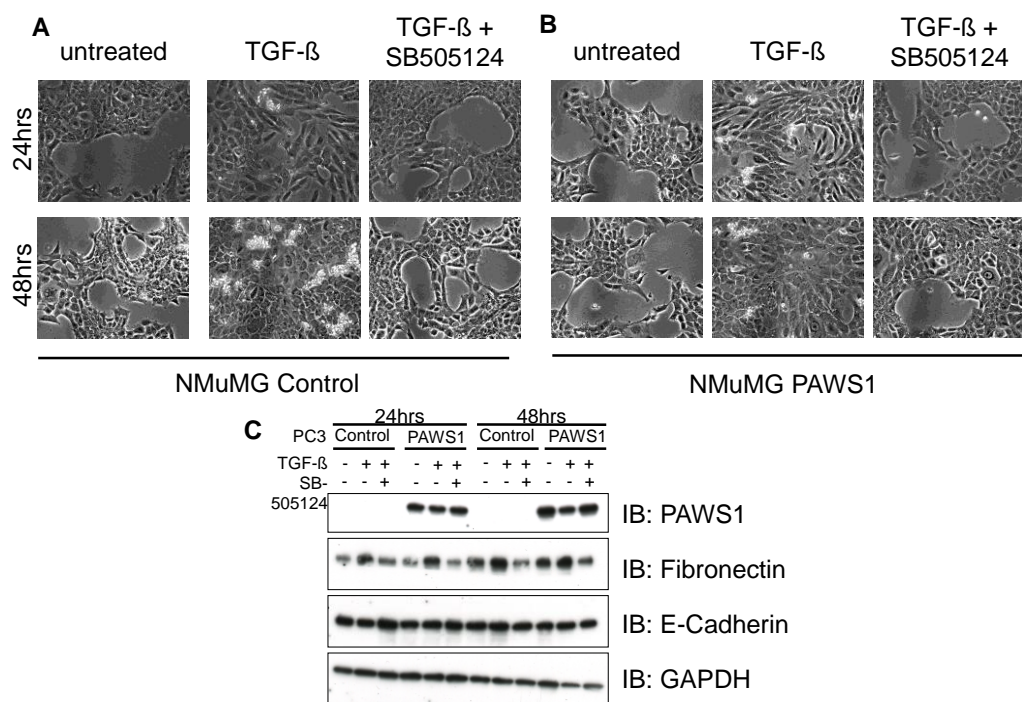 A
untreated
TGF-ß
TGF-ß +
SB505124
24hrs
48hrs
NMuMG Control
B
untreated
TGF-ß
TGF-ß +
SB505124
NMuMG PAWS1
C
24hrs 48hrs
PC3 Control PAWS1 Control PAWS1
TGF-ß - + + - + + - + + - + +
SB- - - + - - + - - + - - +
505124
IB: PAWS1
IB: Fibronectin
IB: E-Cadherin
IB: GAPDH